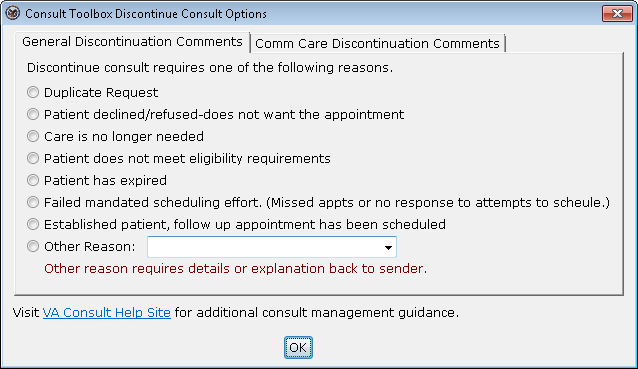 Consult Toolbox Discontinue Consult Options
General Discontinuation Comments Comm Care Discontinuation Comments
Discontinue consult requires one of the following reasons.
Duplicate Request
Patient declined/refused-does not want the appointment
Care is no longer needed
Patient does not meet eligibility requirements
Patient has expired
Failed mandated scheduling effort. (Missed appts or no response to attempts to scheule.)
Established patient, follow up appointment has been scheduled
Other Reason:
Other reason requires details or explanation back to sender.
Visit VA Consult Help Site for additional consult management guidance.
OK